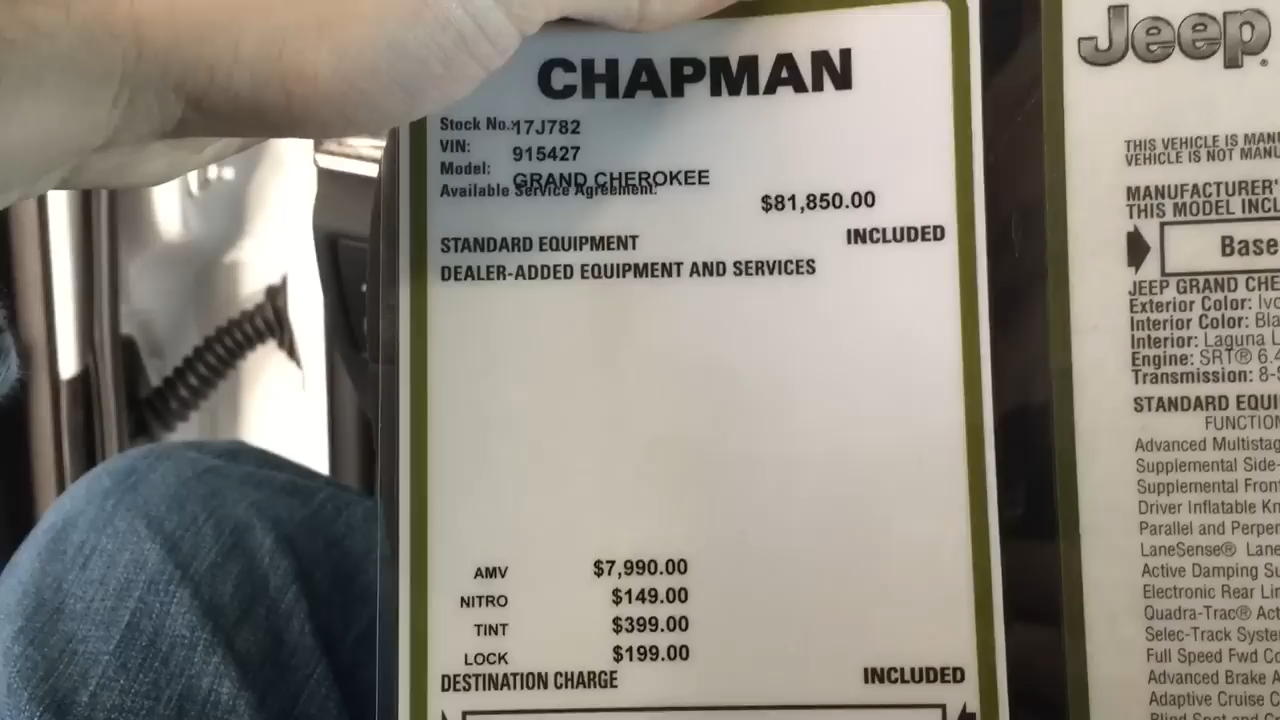 CHAPMAN
Stock No.: 17J782
VIN: 915427
Model: GRAND CHEROKEE
Available Service Agreement:
$81,850.00
STANDARD EQUIPMENT INCLUDED
DEALER-ADDED EQUIPMENT AND SERVICES
AMV $7,990.00
NITRO $149.00
TINT $399.00
LOCK $199.00
DESTINATION CHARGE INCLUDED
Jeep
THIS VEHICLE IS MANU
VEHICLE IS NOT MANU
MANUFACTURER'
THIS MODEL INCL
Base
JEEP GRAND CHE
Exterior Color: Ivo
Interior Color: Bla
Interior: Laguna L
Engine: SRT® 6.4
Transmission: 8-S
STANDARD EQUI
FUNCTION
Advanced Multistag
Supplemental Side-
Supplemental Front
Driver Inflatable Kn
Parallel and Perpen
LaneSense® Lane
Active Damping Su
Electronic Rear Lim
Quadra-Trac® Act
Selec-Track Syste
Full Speed Fwd Co
Advanced Brake A
Adaptive Cruise C